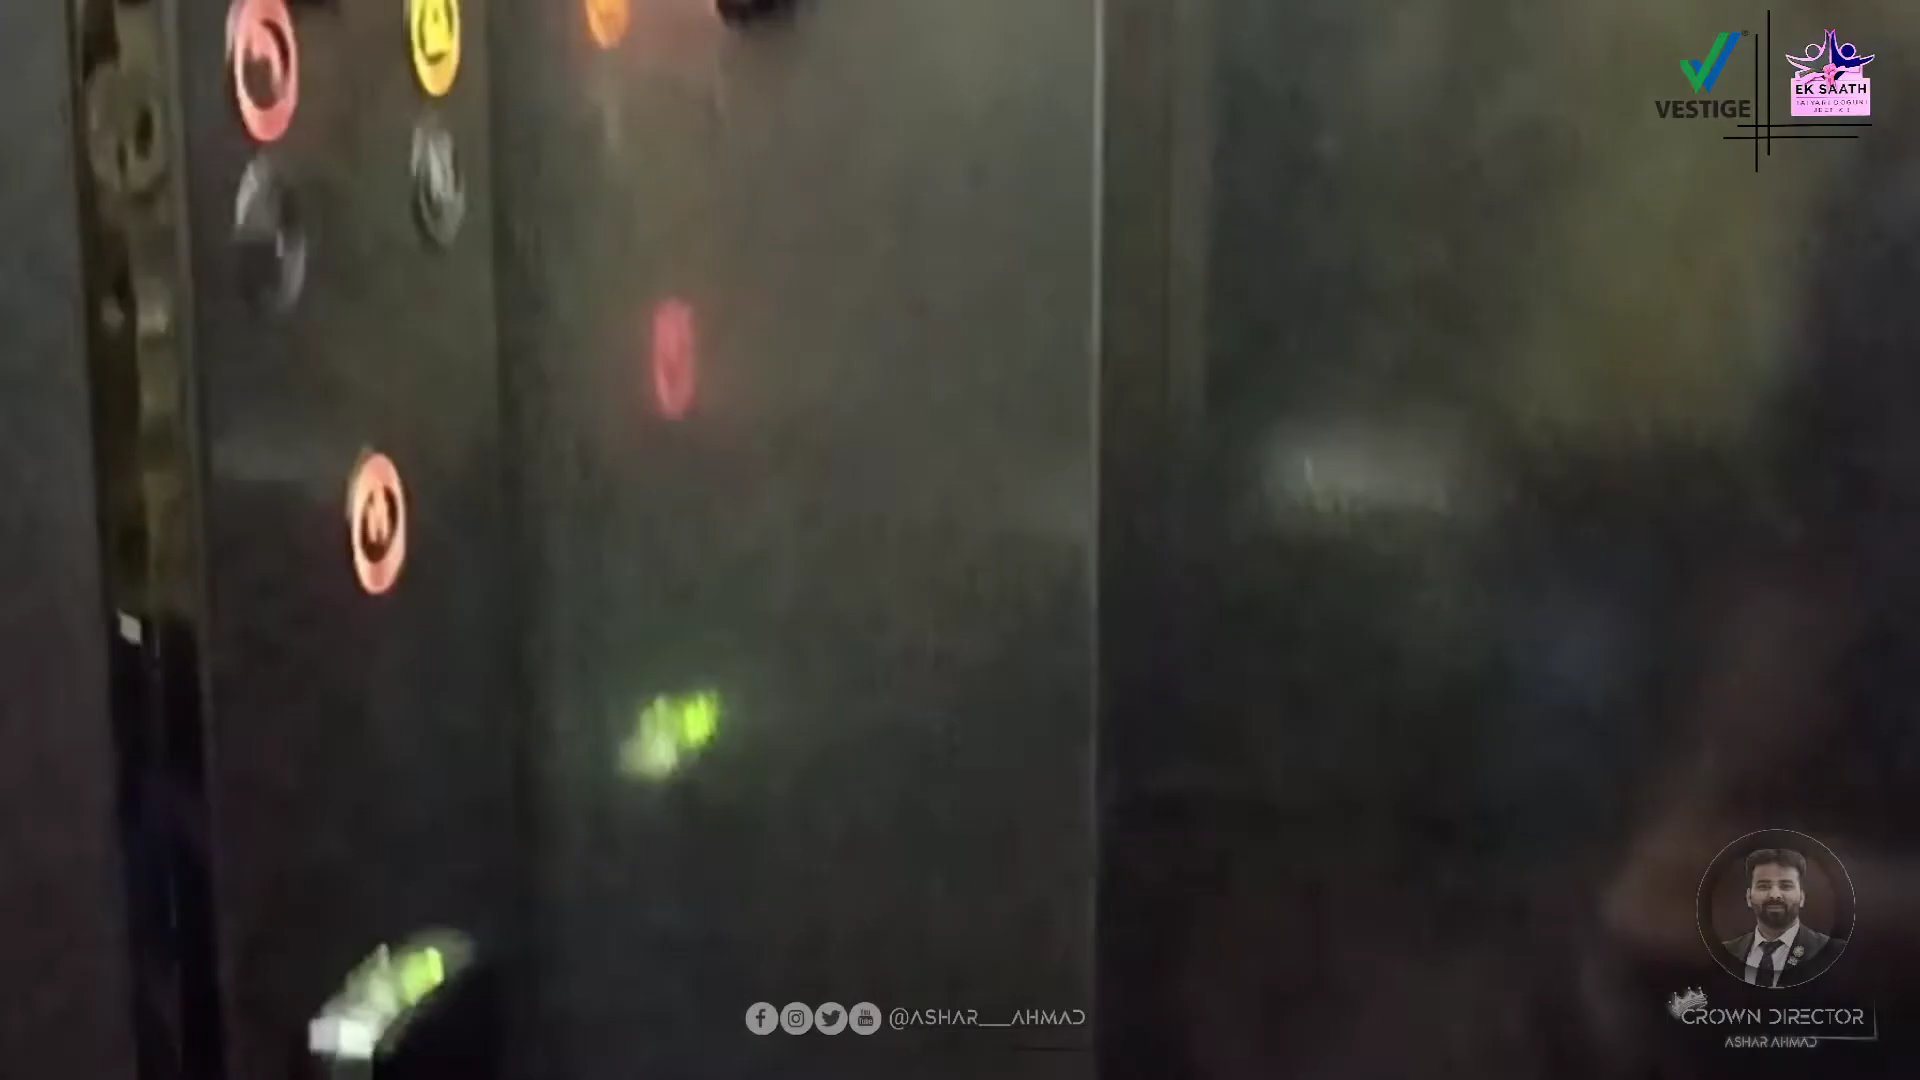 VESTIGE
EK SAATH
@ASHAR__AHMAD
CROWN DIRECTOR
ASHAR AHMAD